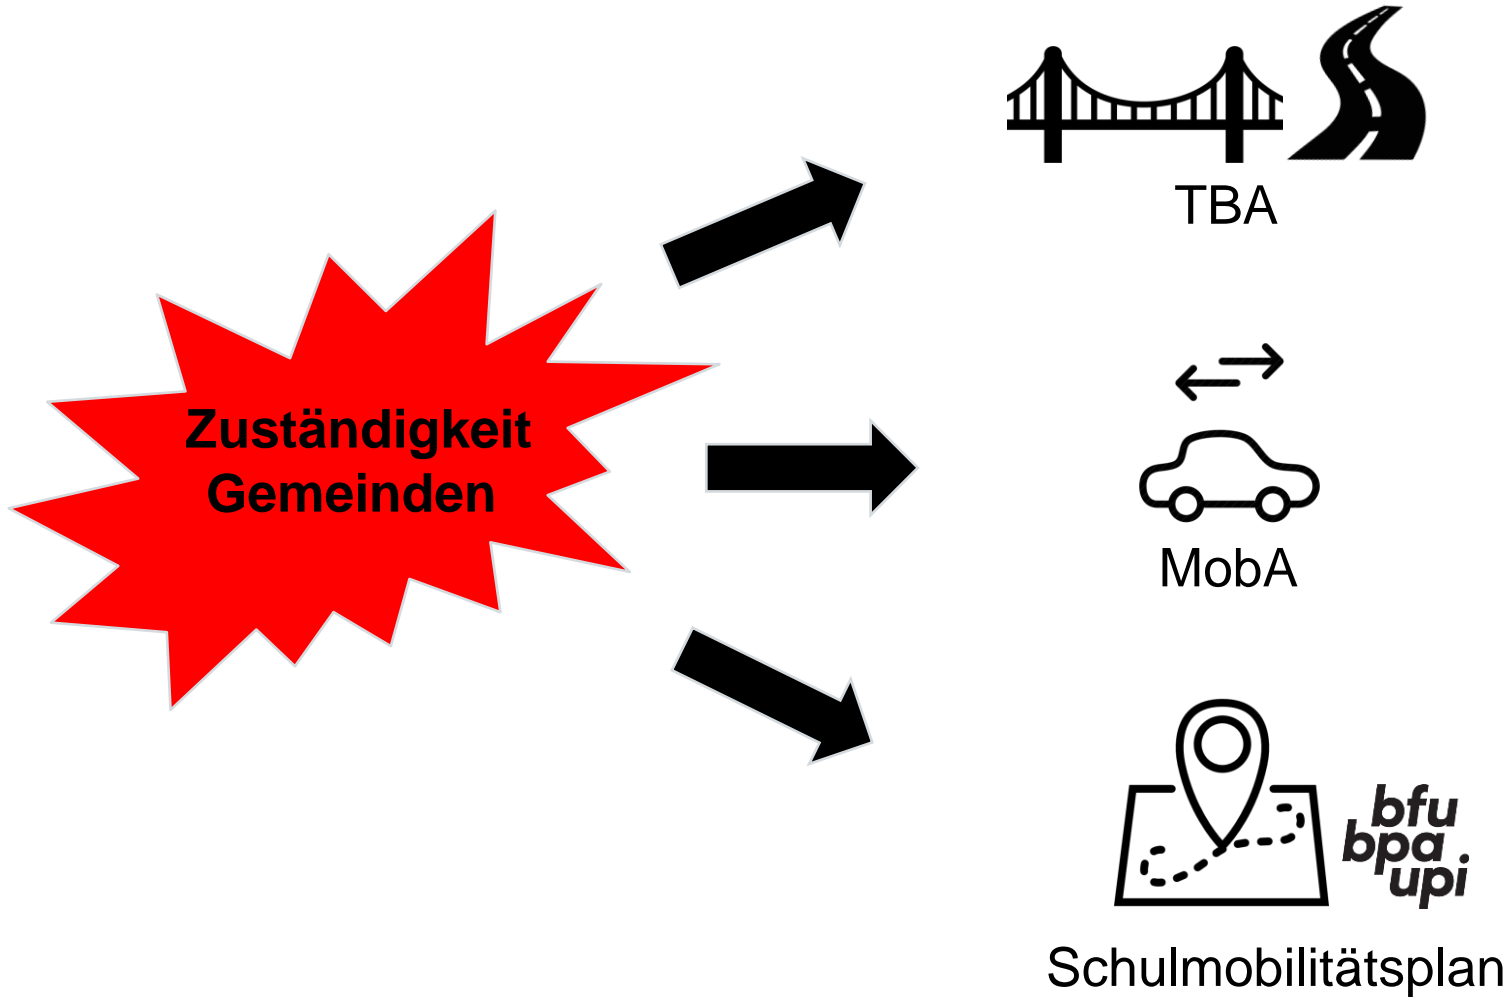 TBA
Zuständigkeit
Gemeinden
MobA
bfu
bpa
upi
Schulmobilitätsplan